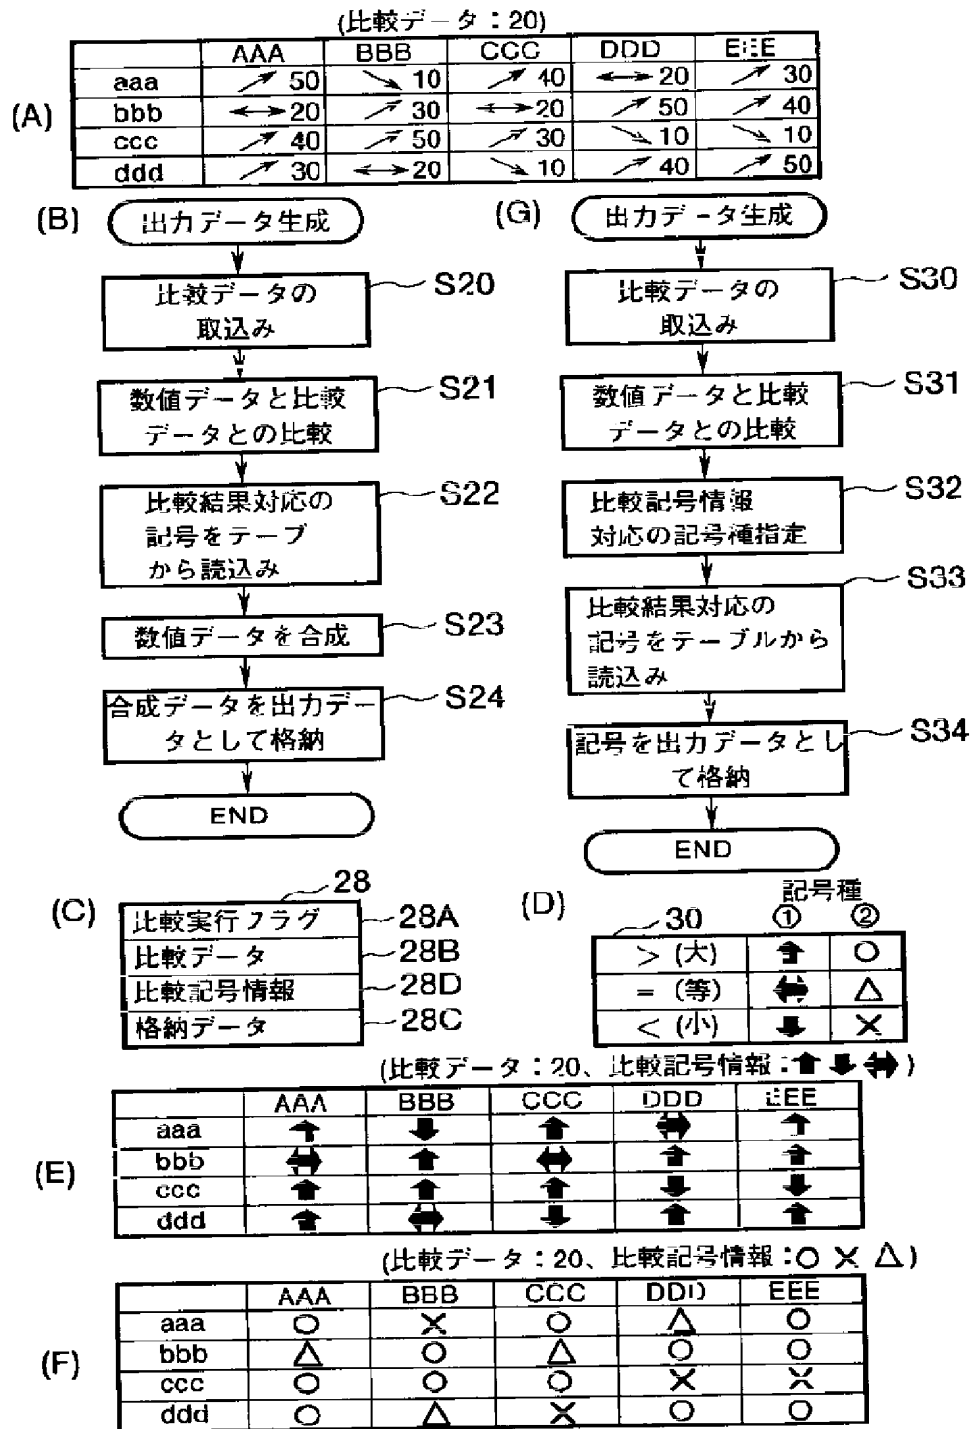 (比較データ：20)
AAA BBB CCC DDD EEE
aaa ↗ 50 ↘ 10 ↗ 40 ↔ 20 ↗ 30
(A)
bbb ↔ 20 ↗ 30 ↔ 20 ↗ 50 ↗ 40
ccc ↗ 40 ↗ 50 ↗ 30 ↘ 10 ↘ 10
ddd ↗ 30 ↔ 20 ↘ 10 ↗ 40 ↗ 50
(B)
出力データ生成
比較データの
取込み
S20
数値データと比較
データとの比較
S21
比較結果対応の
記号をテーブ
から読込み
S22
数値データを合成
S23
合成データを出力デー
タとして格納
S24
END
(G)
出力データ生成
比較データの
取込み
S30
数値データと比較
データとの比較
S31
比較記号情報
対応の記号種指定
S32
比較結果対応の
記号をテーブルから
読込み
S33
記号を出力データとし
て格納
S34
END
(C)
28
比較実行フラグ 28A
比較データ 28B
比較記号情報 28D
格納データ 28C
(D)
記号種
30 ① ②
> (大) ⬆ ○
= (等) ⬌ △
< (小) ⬇ ×
(比較データ：20、比較記号情報：⬆ ⬇ ⬌)
AAA BBB CCC DDD EEE
aaa ⬆ ⬇ ⬆ ⬌ ⬆
bbb ⬌ ⬆ ⬌ ⬆ ⬆
(E)
ccc ⬆ ⬆ ⬆ ⬇ ⬇
ddd ⬆ ⬌ ⬇ ⬆ ⬆
(比較データ：20、比較記号情報：○ × △)
AAA BBB CCC DDD EEE
aaa ○ × ○ △ ○
bbb △ ○ △ ○ ○
(F)
ccc ○ ○ ○ × ×
ddd ○ △ × ○ ○